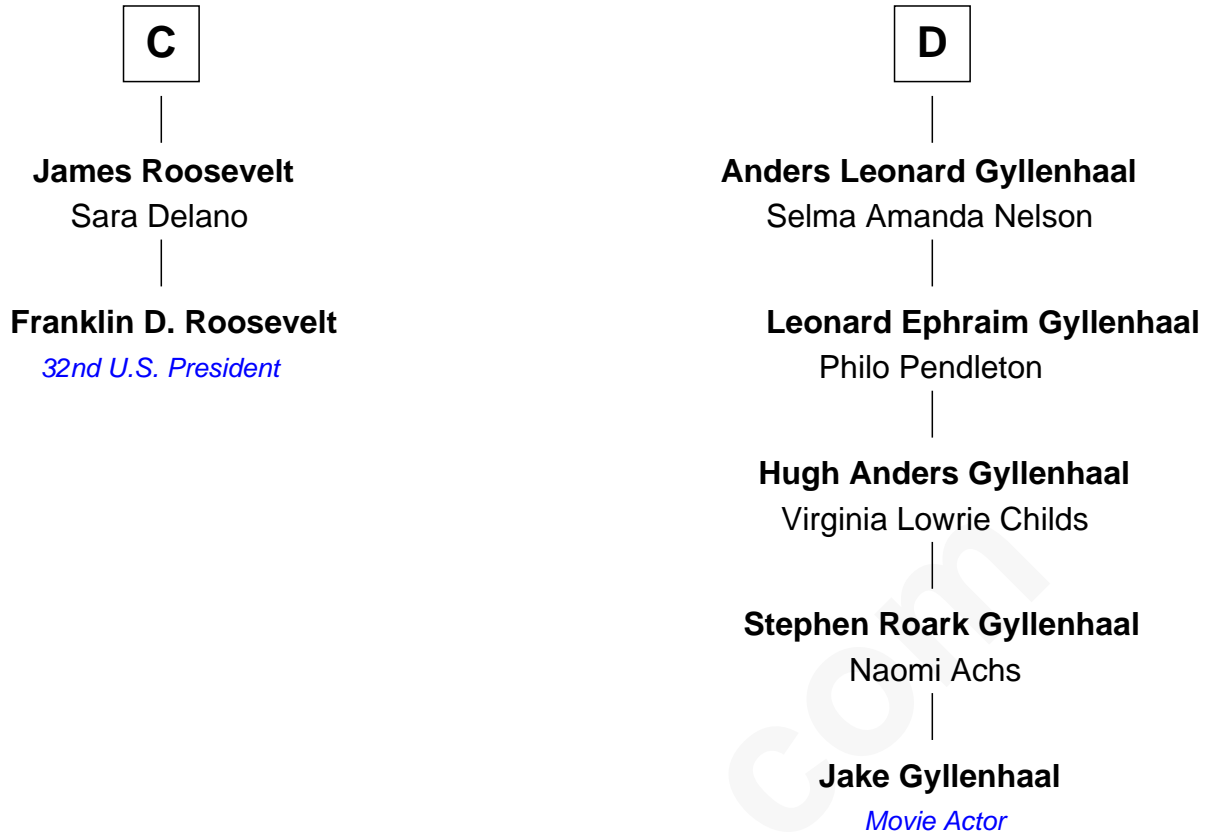 C
James Roosevelt
Sara Delano
Franklin D. Roosevelt
32nd U.S. President
D
Anders Leonard Gyllenhaal
Selma Amanda Nelson
Leonard Ephraim Gyllenhaal
Philo Pendleton
Hugh Anders Gyllenhaal
Virginia Lowrie Childs
Stephen Roark Gyllenhaal
Naomi Achs
Jake Gyllenhaal
Movie Actor
com